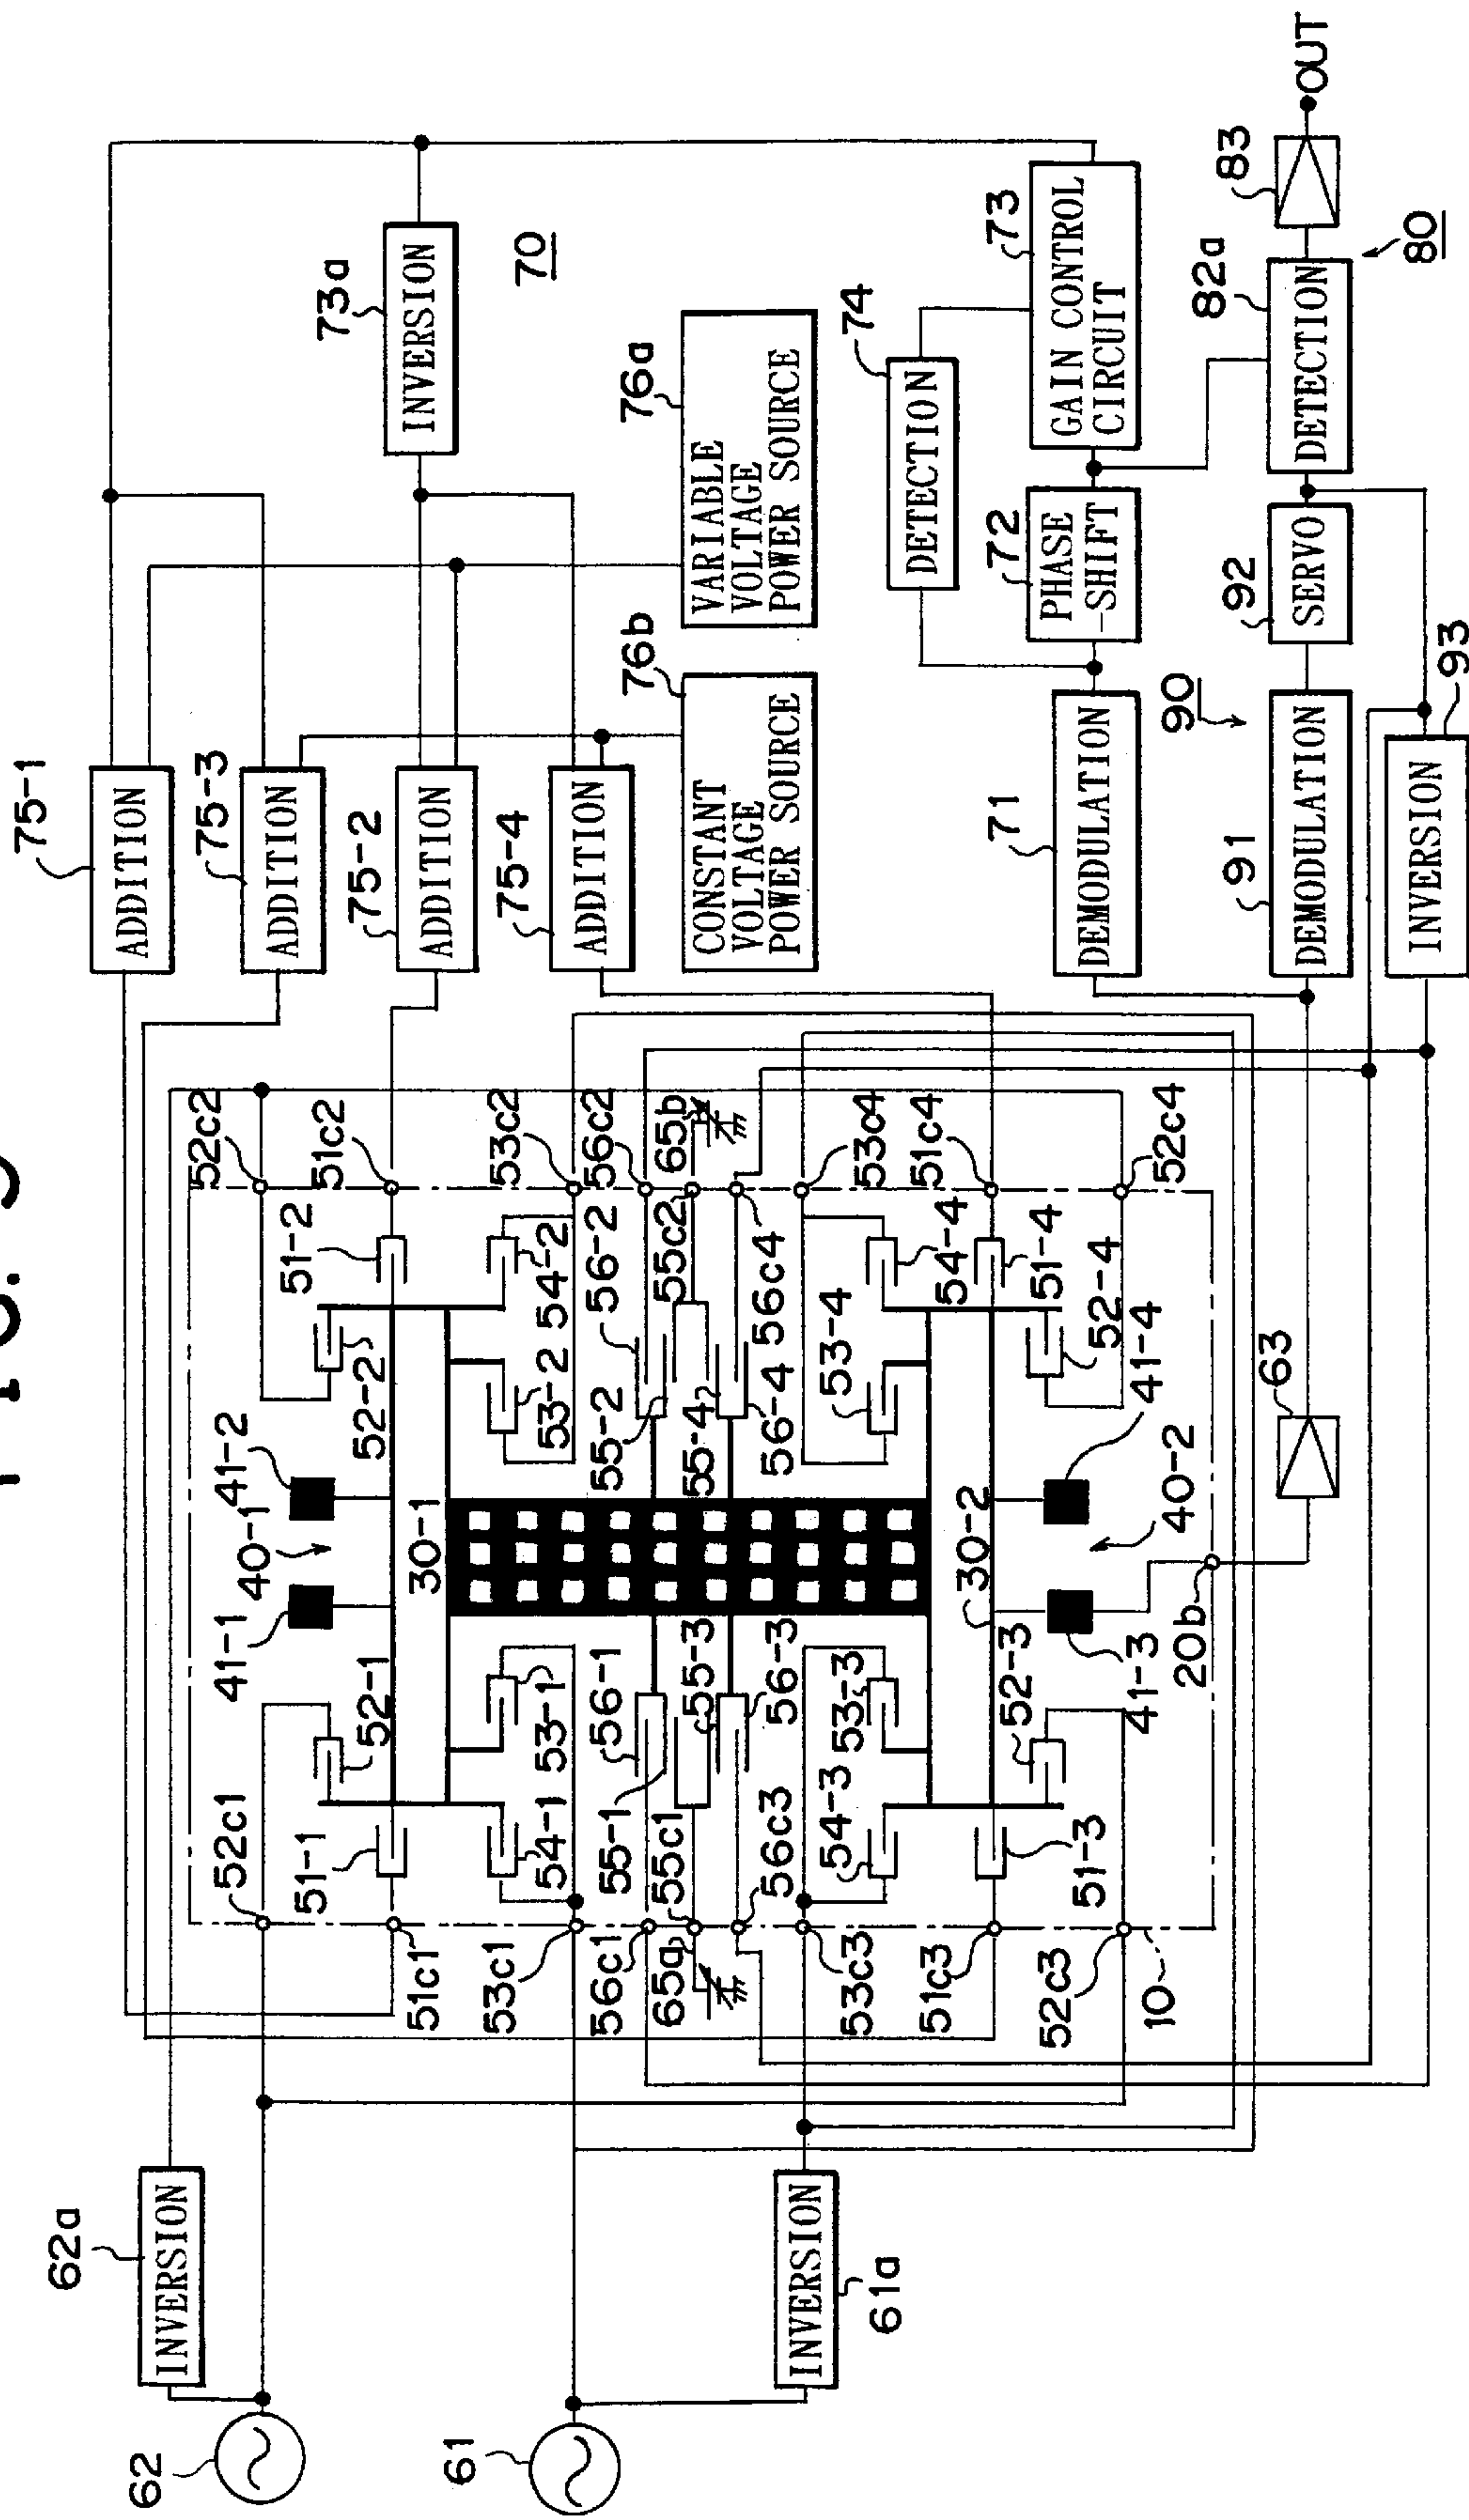 75-1
62a
ADDITION
INVERSION
62
75-3
52c1
41-1
40-1
41-2
52c2
ADDITION
51-1
52-1
51-2
51c2
75-2
73a
52-2
51c1
30-1
ADDITION
INVERSION
61
53c1
54-1
53-1
53-2
54-2
53c2
75-4
70
56c1
55-1
56-1
55-2
56-2
56c2
ADDITION
76b
76a
65a
55c1
55-3
55-4
55c2
65b
CONSTANT
VOLTAGE
POWER SOURCE
VARIABLE
VOLTAGE
POWER SOURCE
INVERSION
56c3
56-3
56-4
56c4
61a
53c3
54-3
53-3
53-4
53c4
74
DETECTION
51c3
30-2
54-4
51c4
52c3
51-3
52-3
51-4
71
72
73
DEMODULATION
PHASE
-SHIFT
GAIN CONTROL
CIRCUIT
10
41-3
52-4
41-4
52c4
20b
40-2
90
63
91
92
82a
83
DEMODULATION
SERVO
DETECTION
OUT
INVERSION
93
80